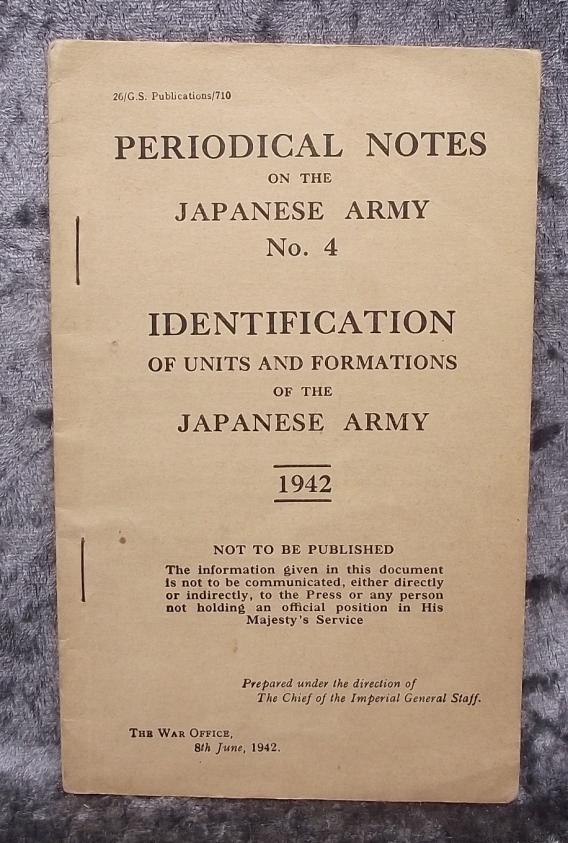 26/G.S. Publications/710
PERIODICAL NOTES
ON THE
JAPANESE ARMY
No. 4
IDENTIFICATION
OF UNITS AND FORMATIONS
OF THE
JAPANESE ARMY
1942
NOT TO BE PUBLISHED
The information given in this document
is not to be communicated, either directly
or indirectly, to the Press or any person
not holding an official position in His
Majesty's Service
Prepared under the direction of
The Chief of the Imperial General Staff.
THE WAR OFFICE,
8th June, 1942.